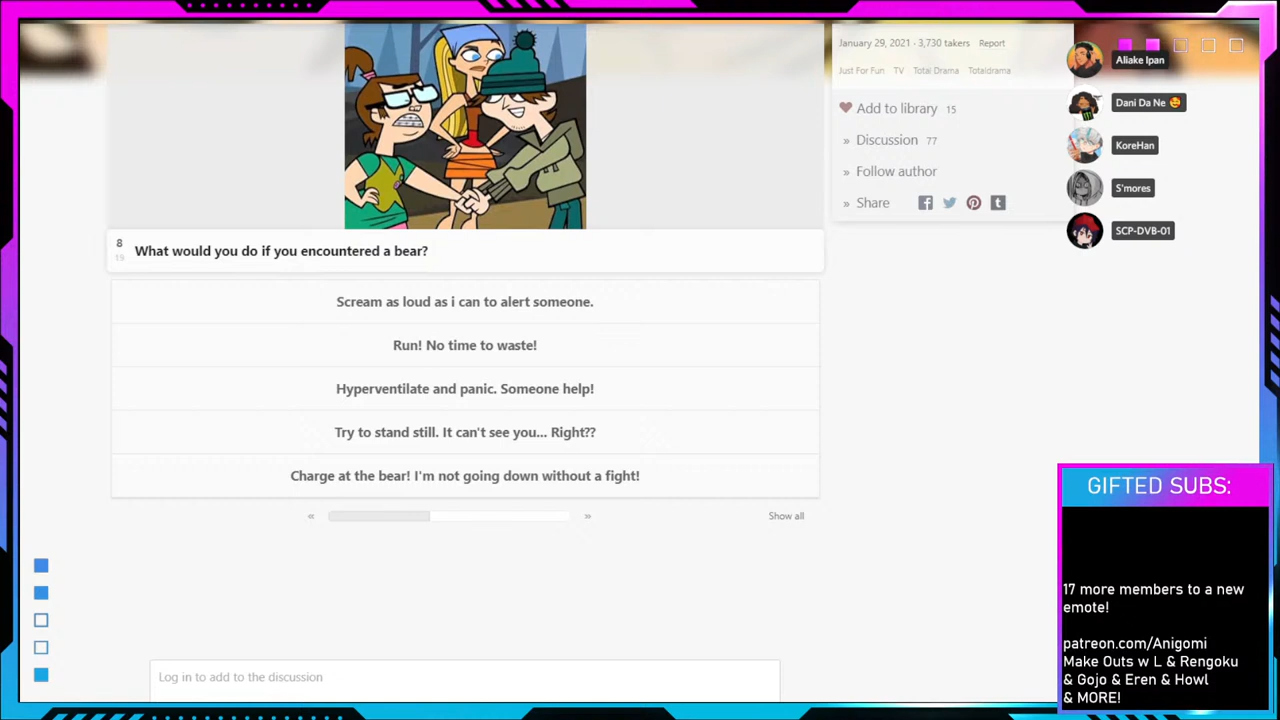 January 29, 2021 · 3,730 takers Report
Just For Fun TV Total Drama Totaldrama
Add to library 15
» Discussion 77
» Follow author
» Share
8
19
What would you do if you encountered a bear?
Scream as loud as i can to alert someone.
Run! No time to waste!
Hyperventilate and panic. Someone help!
Try to stand still. It can't see you... Right??
Charge at the bear! I'm not going down without a fight!
« » Show all
Log in to add to the discussion
Aliake Ipan
Dani Da Ne 🥰
KoreHan
S'mores
SCP-DVB-01
GIFTED SUBS:
17 more members to a new
emote!
patreon.com/Anigomi
Make Outs w L & Rengoku
& Gojo & Eren & Howl
& MORE!